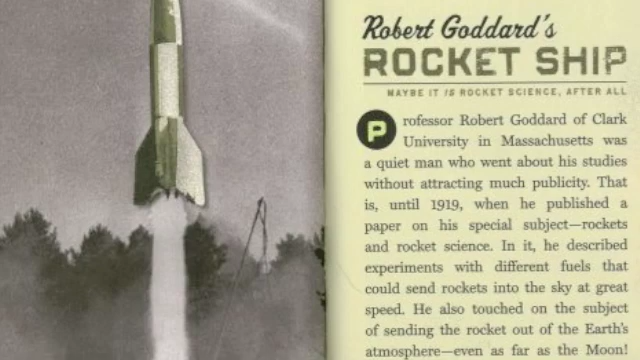 Robert Goddard's
ROCKET SHIP
MAYBE IT IS ROCKET SCIENCE, AFTER ALL
Professor Robert Goddard of Clark
University in Massachusetts was
a quiet man who went about his studies
without attracting much publicity. That
is, until 1919, when he published a
paper on his special subject—rockets
and rocket science. In it, he described
experiments with different fuels that
could send rockets into the sky at great
speed. He also touched on the subject
of sending the rocket out of the Earth's
atmosphere—even as far as the Moon!